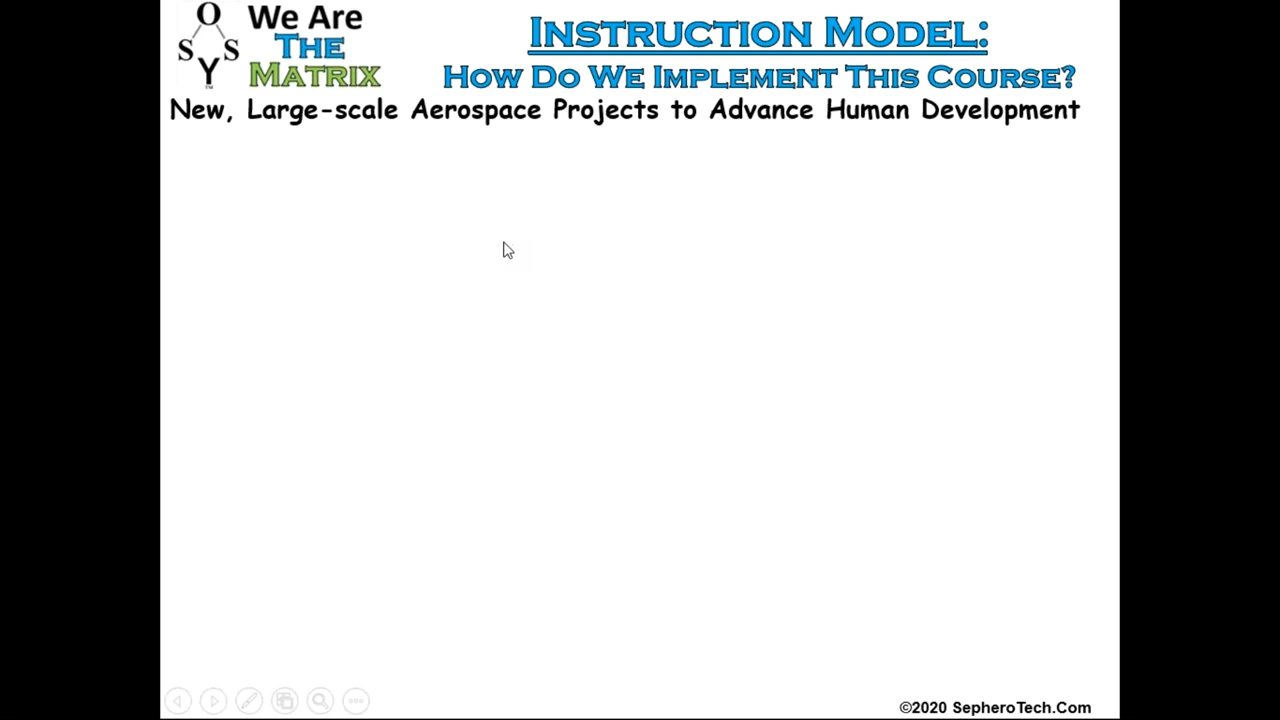 O
S S
Y
TM
We Are
THE
MATRIX
INSTRUCTION MODEL:
HOW DO WE IMPLEMENT THIS COURSE?
New, Large-scale Aerospace Projects to Advance Human Development
©2020 SepheroTech.Com